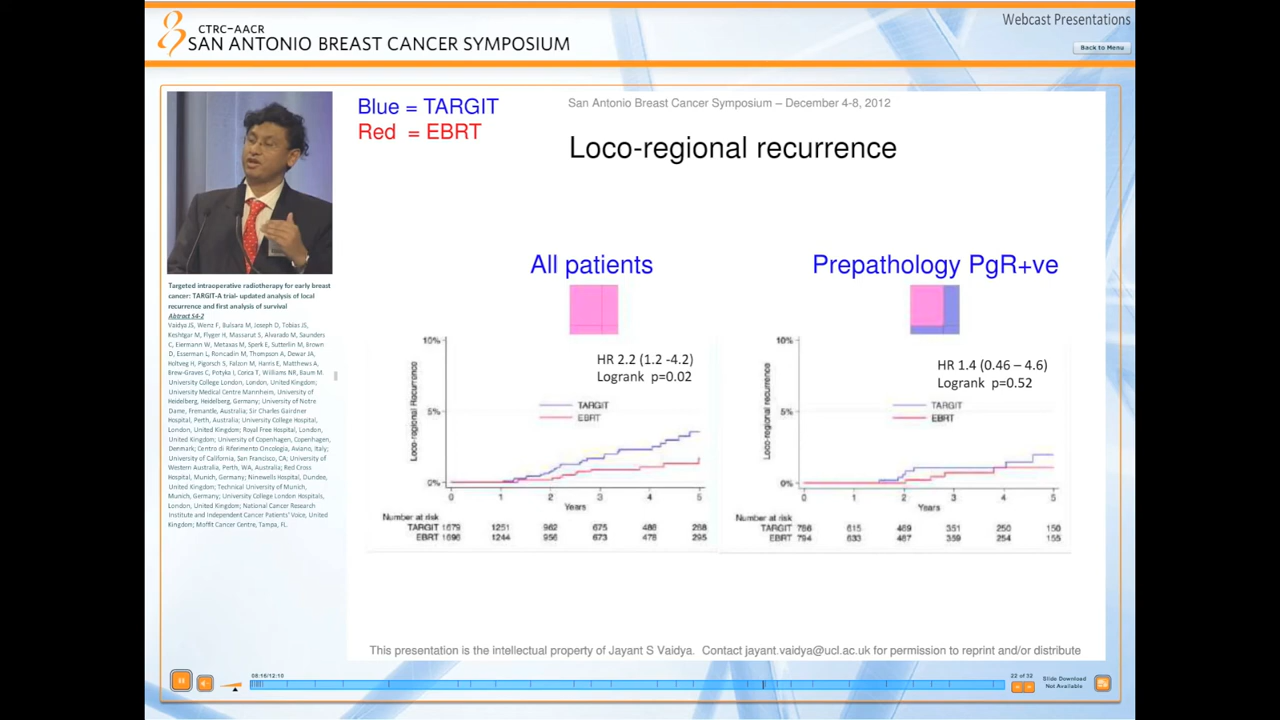 CTRC–AACR
SAN ANTONIO BREAST CANCER SYMPOSIUM
Webcast Presentations
Back to Menu
Blue = TARGIT
Red = EBRT
San Antonio Breast Cancer Symposium – December 4-8, 2012
Loco-regional recurrence
Targeted intraoperative radiotherapy for early breast
cancer: TARGIT-A trial- updated analysis of local
recurrence and first analysis of survival
Abtract S4-2
Vaidya JS, Wenz F, Bulsara M, Joseph D, Tobias JS,
Keshtgar M, Flyger H, Massarut S, Alvarado M, Saunders
C, Eiermann W, Metaxas M, Sperk E, Sutterlin M, Brown
D, Esserman L, Roncadin M, Thompson A, Dewar JA,
Holtveg H, Pigorsch S, Falzon M, Harris E, Matthews A,
Brew-Graves C, Potyka I, Corica T, Williams NR, Baum M.
University College London, London, United Kingdom;
University Medical Centre Mannheim, University of
Heidelberg, Heidelberg, Germany; University of Notre
Dame, Fremantle, Australia; Sir Charles Gairdner
Hospital, Perth, Australia; University College Hospital,
London, United Kingdom; Royal Free Hospital, London,
United Kingdom; University of Copenhagen, Copenhagen,
Denmark; Centro di Riferimento Oncologia, Aviano, Italy;
University of California, San Francisco, CA; University of
Western Australia, Perth, WA, Australia; Red Cross
Hospital, Munich, Germany; Ninewells Hospital, Dundee,
United Kingdom; Technical University of Munich,
Munich, Germany; University College London Hospitals,
London, United Kingdom; National Cancer Research
Institute and Independent Cancer Patients' Voice, United
Kingdom; Moffit Cancer Centre, Tampa, FL.
All patients
10%
5%
0%
Loco-regional Recurrence
HR 2.2 (1.2 -4.2)
Logrank p=0.02
TARGIT
EBRT
0 1 2 3 4 5
Years
Number at risk
TARGIT 1679 1251 962 675 486 268
EBRT 1696 1244 956 673 478 295
Prepathology PgR+ve
10%
5%
0%
Loco-regional recurrence
HR 1.4 (0.46 – 4.6)
Logrank p=0.52
TARGIT
EBRT
0 1 2 3 4 5
Years
Number at risk
TARGIT 786 615 469 351 250 150
EBRT 794 633 487 359 254 155
This presentation is the intellectual property of Jayant S Vaidya. Contact jayant.vaidya@ucl.ac.uk for permission to reprint and/or distribute
08:16/12:10
22 of 32
Slide Download
Not Available